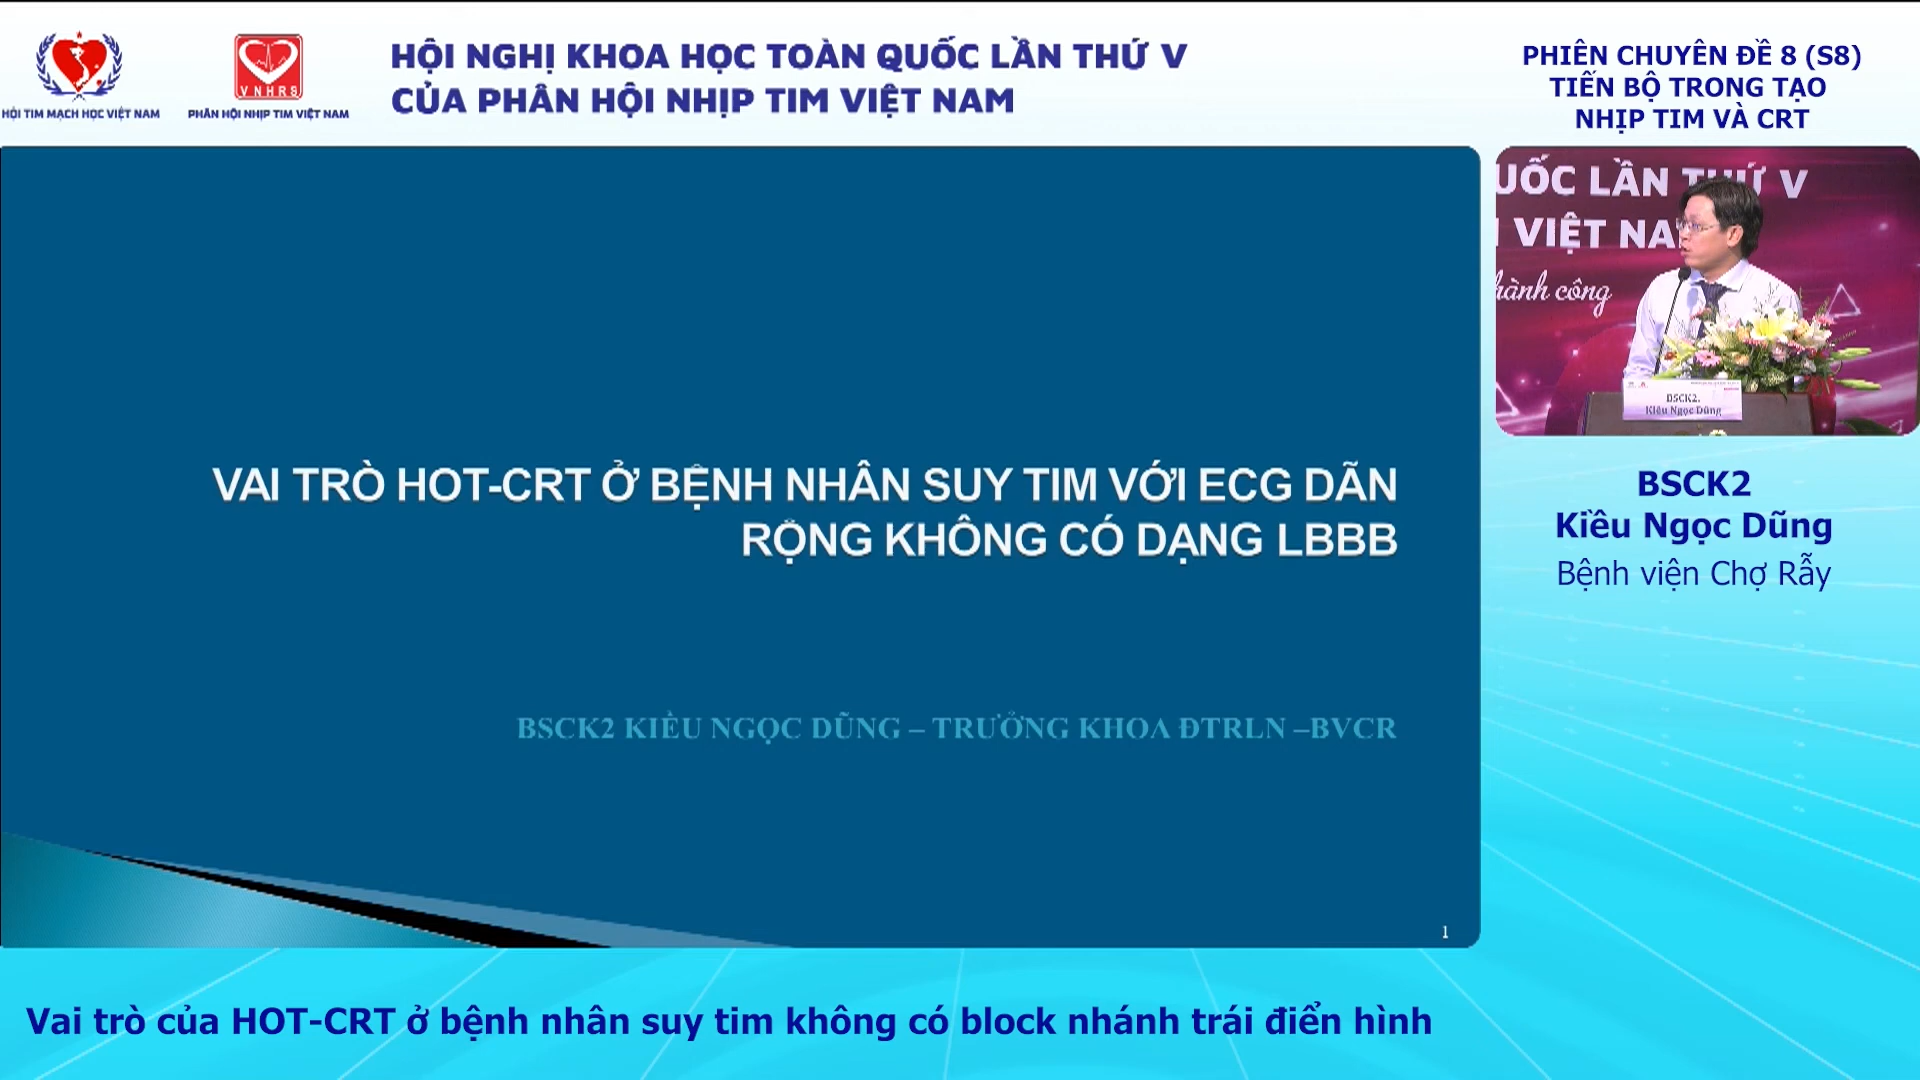 HỘI TIM MẠCH HỌC VIỆT NAM
VNHRS
PHÂN HỘI NHỊP TIM VIỆT NAM
HỘI NGHỊ KHOA HỌC TOÀN QUỐC LẦN THỨ V
CỦA PHÂN HỘI NHỊP TIM VIỆT NAM
PHIÊN CHUYÊN ĐỀ 8 (S8)
TIẾN BỘ TRONG TẠO
NHỊP TIM VÀ CRT
VAI TRÒ HOT-CRT Ở BỆNH NHÂN SUY TIM VỚI ECG DÃN
RỘNG KHÔNG CÓ DẠNG LBBB
BSCK2 KIỀU NGỌC DŨNG – TRƯỞNG KHOA ĐTRLN –BVCR
1
UỐC LẦN THỨ V
VIỆT NA
hành công
BSCK2.
Kiều Ngọc Dũng
BSCK2
Kiều Ngọc Dũng
Bệnh viện Chợ Rẫy
Vai trò của HOT-CRT ở bệnh nhân suy tim không có block nhánh trái điển hình